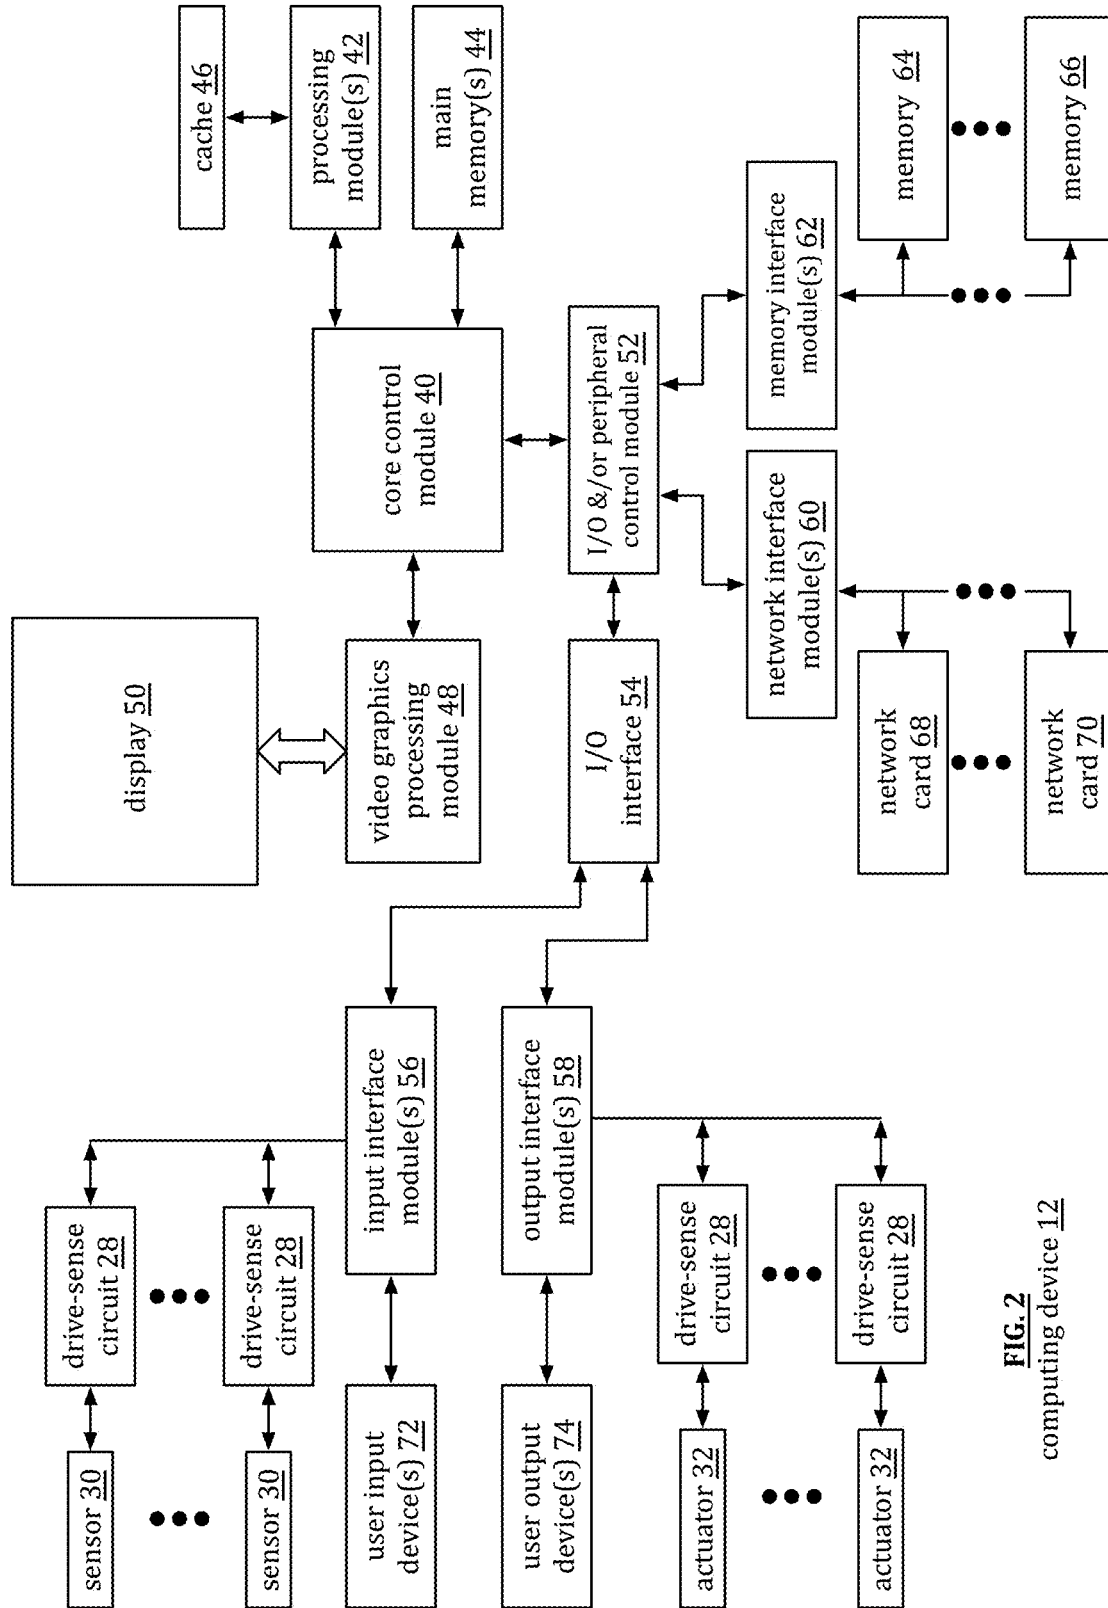 display 50
cache 46
video graphics
processing
module 48
core control
module 40
processing
module(s) 42
main
memory(s) 44
sensor 30
drive-sense
circuit 28
sensor 30
drive-sense
circuit 28
user input
device(s) 72
input interface
module(s) 56
user output
device(s) 74
output interface
module(s) 58
I/O
interface 54
I/O &/or peripheral
control module 52
actuator 32
drive-sense
circuit 28
actuator 32
drive-sense
circuit 28
network interface
module(s) 60
memory interface
module(s) 62
network
card 68
memory 64
network
card 70
memory 66
FIG. 2
computing device 12